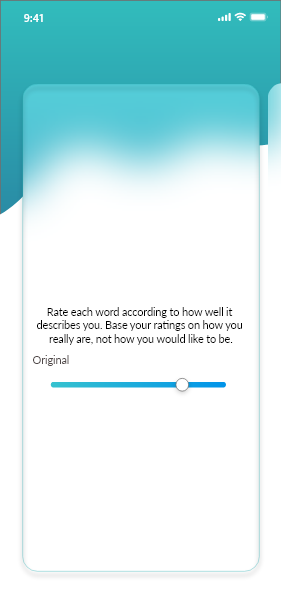 9:41
Rate each word according to how well it
describes you. Base your ratings on how you
really are, not how you would like to be.
Original